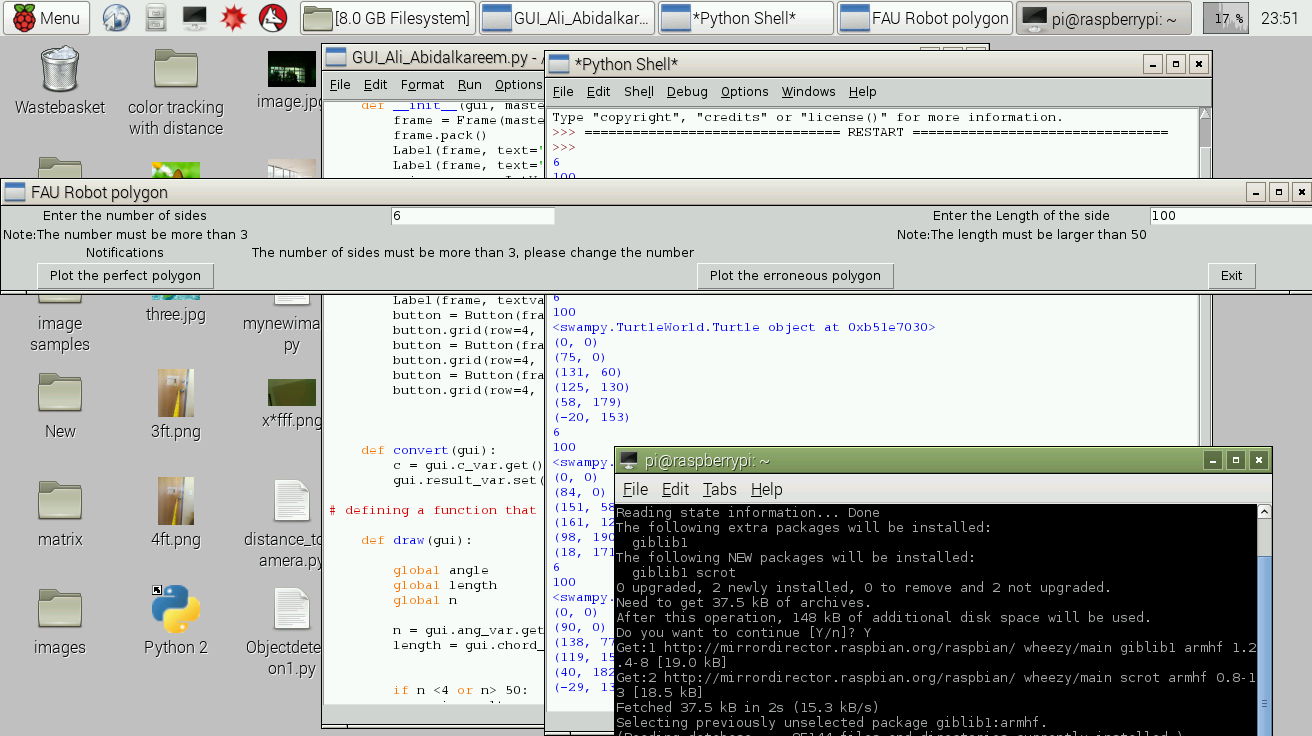 Menu
[8.0 GB Filesystem]
GUI_Ali_Abidalkar...
*Python Shell*
FAU Robot polygon
pi@raspberrypi: ~
17 %
23:51
Wastebasket
color tracking
with distance
image.jpg
GUI_Ali_Abidalkareem.py - /
File Edit Format Run Options
def __init__(gui, maste
frame = Frame(maste
frame.pack()
Label(frame, text='
Label(frame, text='
*Python Shell*
File Edit Shell Debug Options Windows Help
Type "copyright", "credits" or "license()" for more information.
>>> ================================ RESTART ================================
>>>
6
100
FAU Robot polygon
Enter the number of sides
6
Enter the Length of the side
100
Note:The number must be more than 3
Note:The length must be larger than 50
Notifications
The number of sides must be more than 3, please change the number
Plot the perfect polygon
Plot the erroneous polygon
Exit
image
samples
three.jpg
mynewima
py
New
3ft.png
x*fff.png
matrix
4ft.png
distance_to
amera.py
images
Python 2
Objectdete
on1.py
Label(frame, textva
button = Button(fra
button.grid(row=4,
button = Button(fra
button.grid(row=4,
button = Button(fra
button.grid(row=4,
def convert(gui):
c = gui.c_var.get()
gui.result_var.set(
# defining a function that
def draw(gui):
global angle
global length
global n
n = gui.ang_var.get
length = gui.chord_
if n <4 or n> 50:
6
100
<swampy.TurtleWorld.Turtle object at 0xb51e7030>
(0, 0)
(75, 0)
(131, 60)
(125, 130)
(58, 179)
(-20, 153)
6
100
<swampy.
(0, 0)
(84, 0)
(151, 58
(161, 12
(98, 190
(18, 171
6
100
<swampy.
(0, 0)
(90, 0)
(138, 77
(119, 15
(40, 182
(-29, 13
pi@raspberrypi: ~
File Edit Tabs Help
Reading state information... Done
The following extra packages will be installed:
giblib1
The following NEW packages will be installed:
giblib1 scrot
0 upgraded, 2 newly installed, 0 to remove and 2 not upgraded.
Need to get 37.5 kB of archives.
After this operation, 148 kB of additional disk space will be used.
Do you want to continue [Y/n]? Y
Get:1 http://mirrordirector.raspbian.org/raspbian/ wheezy/main giblib1 armhf 1.2
.4-8 [19.0 kB]
Get:2 http://mirrordirector.raspbian.org/raspbian/ wheezy/main scrot armhf 0.8-1
3 [18.5 kB]
Fetched 37.5 kB in 2s (15.3 kB/s)
Selecting previously unselected package giblib1:armhf.